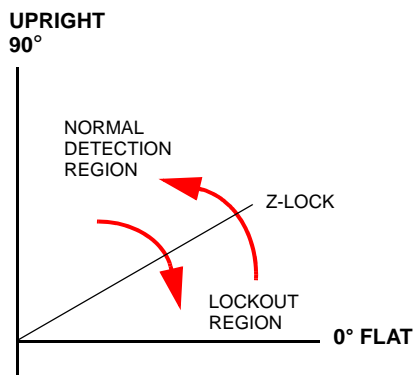 UPRIGHT
90°
NORMAL
DETECTION
REGION
Z-LOCK
LOCKOUT
REGION
0° FLAT